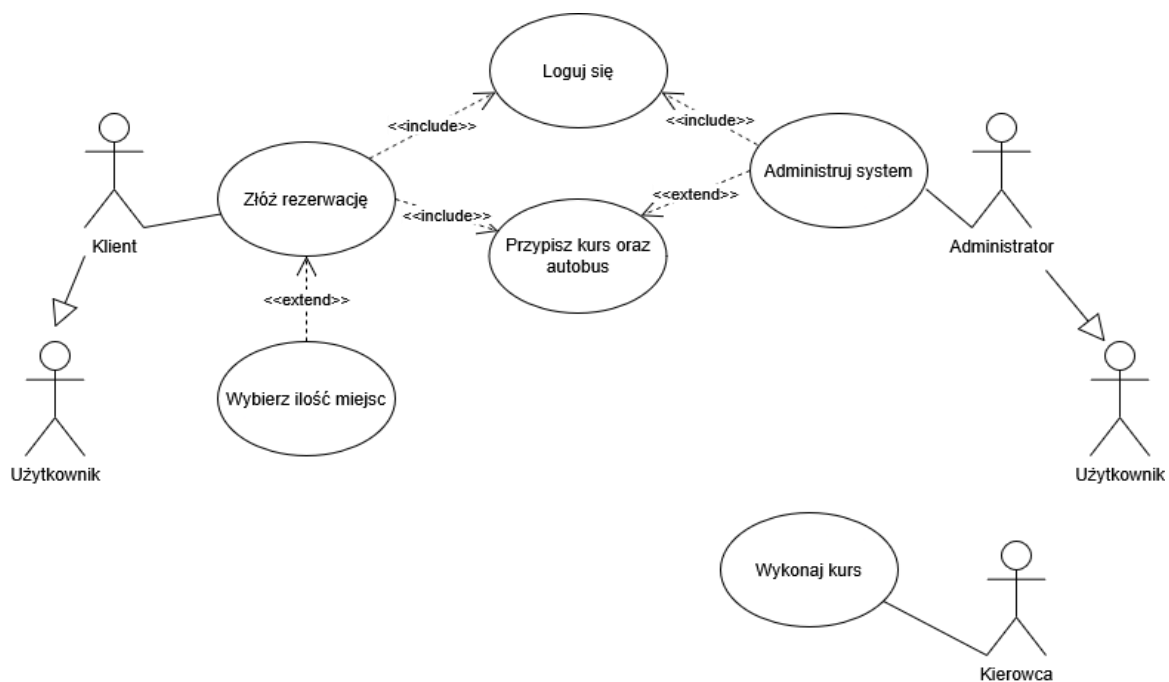 Loguj się
<<include>>
<<include>>
Złóż rezerwację
Administruj system
<<include>>
<<extend>>
Klient
Przypisz kurs oraz
autobus
Administrator
<<extend>>
Wybierz ilość miejsc
Użytkownik
Użytkownik
Wykonaj kurs
Kierowca